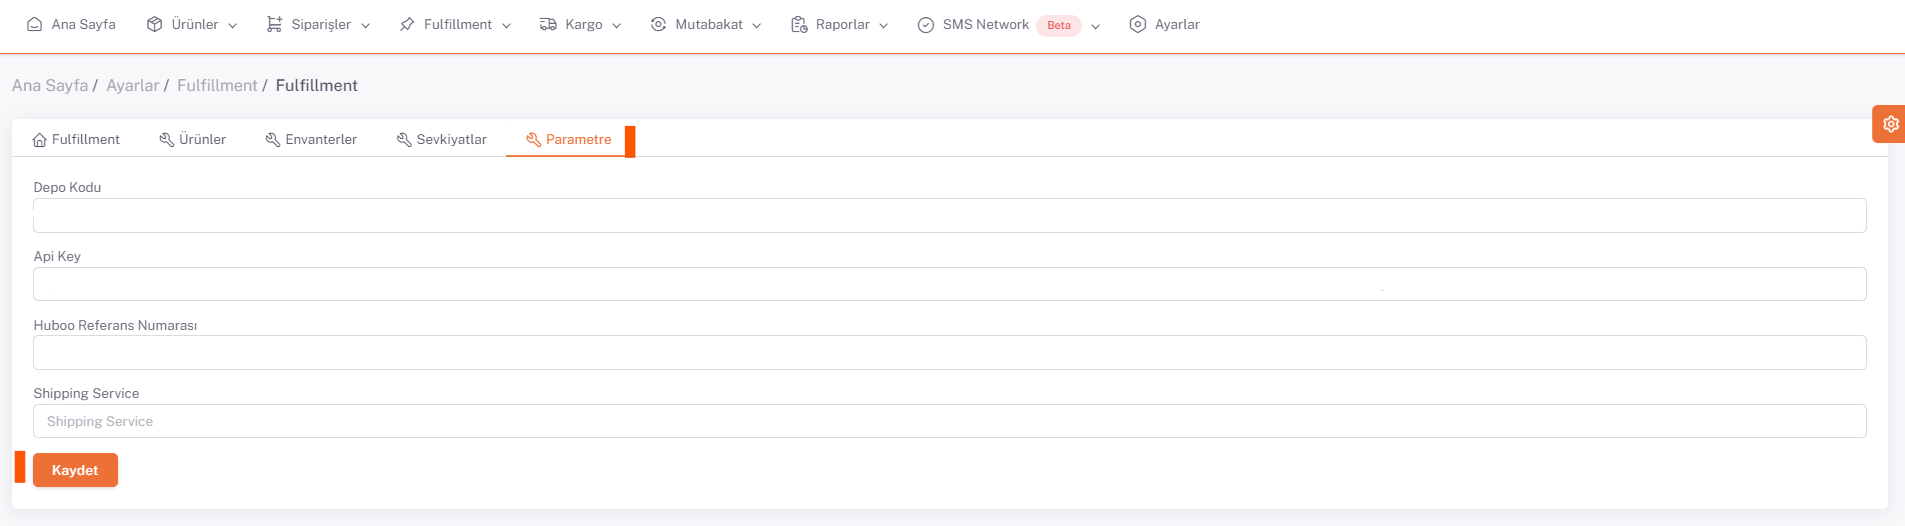 Ana Sayfa Ürünler Siparişler Fulfillment Kargo Mutabakat Raporlar SMS Network Beta Ayarlar
Ana Sayfa / Ayarlar / Fulfillment / Fulfillment
Fulfillment Ürünler Envanterler Sevkiyatlar Parametre
Depo Kodu
Api Key
Huboo Referans Numarası
Shipping Service
Shipping Service
Kaydet